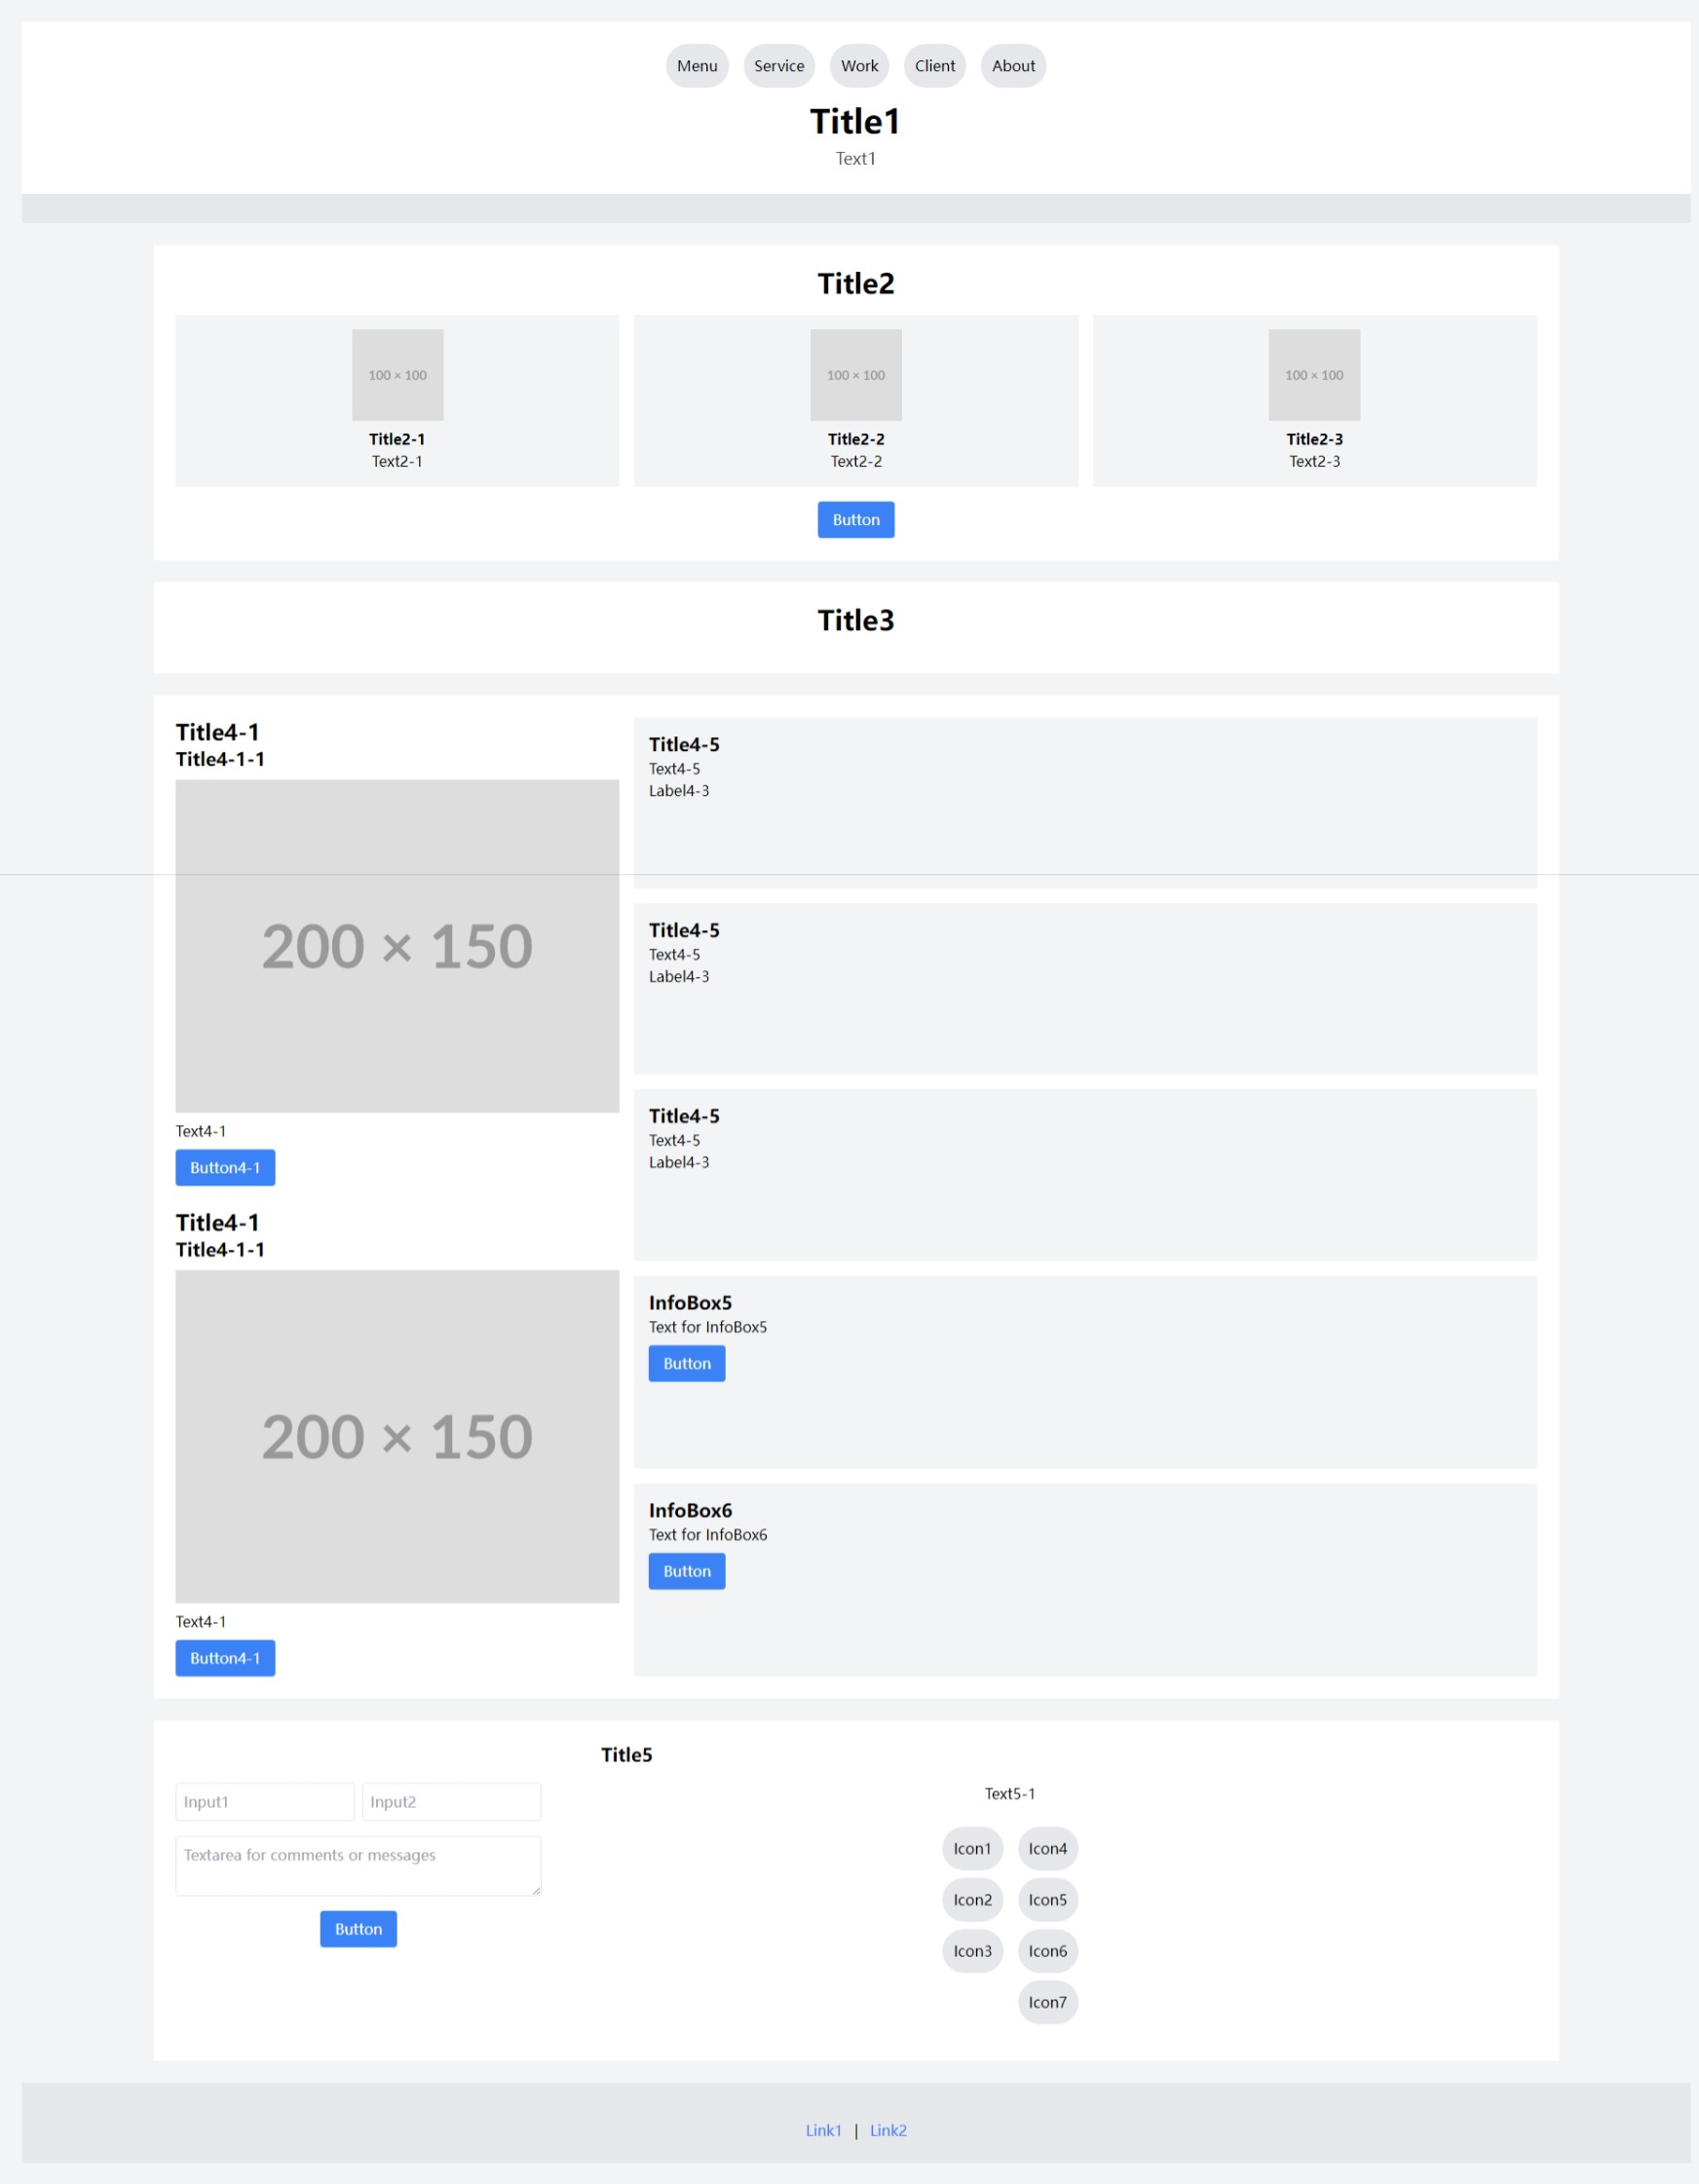 Menu Service Work Client About
Title1
Text1
Title2
100 × 100 100 × 100 100 × 100
Title2-1 Title2-2 Title2-3
Text2-1 Text2-2 Text2-3
Button
Title3
Title4-1
Title4-1-1
200 × 150
Text4-1
Button4-1
Title4-1
Title4-1-1
200 × 150
Text4-1
Button4-1
Title4-5
Text4-5
Label4-3
Title4-5
Text4-5
Label4-3
Title4-5
Text4-5
Label4-3
InfoBox5
Text for InfoBox5
Button
InfoBox6
Text for InfoBox6
Button
Title5
Input1 Input2
Textarea for comments or messages
Button
Text5-1
Icon1 Icon4
Icon2 Icon5
Icon3 Icon6
Icon7
Link1 | Link2